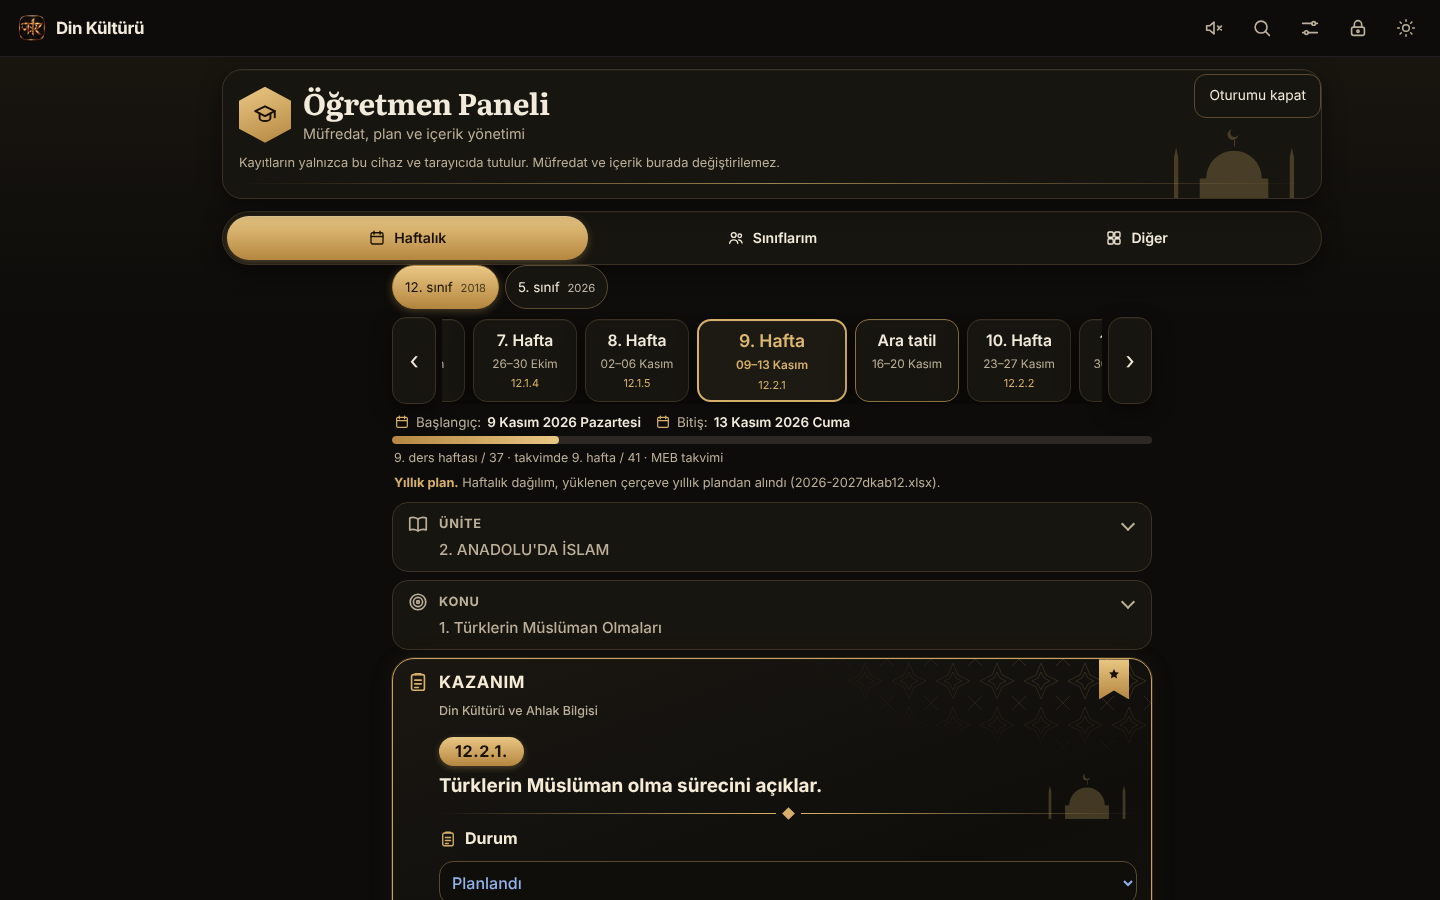 Din Kültürü
Öğretmen Paneli
Oturumu kapat
Müfredat, plan ve içerik yönetimi
Kayıtların yalnızca bu cihaz ve tarayıcıda tutulur. Müfredat ve içerik burada değiştirilemez.
Haftalık
Sınıflarım
Diğer
12. sınıf 2018
5. sınıf 2026
7. Hafta
26–30 Ekim
12.1.4
8. Hafta
02–06 Kasım
12.1.5
9. Hafta
09–13 Kasım
12.2.1
Ara tatil
16–20 Kasım
10. Hafta
23–27 Kasım
12.2.2
Başlangıç: 9 Kasım 2026 Pazartesi Bitiş: 13 Kasım 2026 Cuma
9. ders haftası / 37 · takvimde 9. hafta / 41 · MEB takvimi
Yıllık plan. Haftalık dağılım, yüklenen çerçeve yıllık plandan alındı (2026-2027dkab12.xlsx).
ÜNİTE
2. ANADOLU'DA İSLAM
KONU
1. Türklerin Müslüman Olmaları
KAZANIM
Din Kültürü ve Ahlak Bilgisi
12.2.1.
Türklerin Müslüman olma sürecini açıklar.
Durum
Planlandı